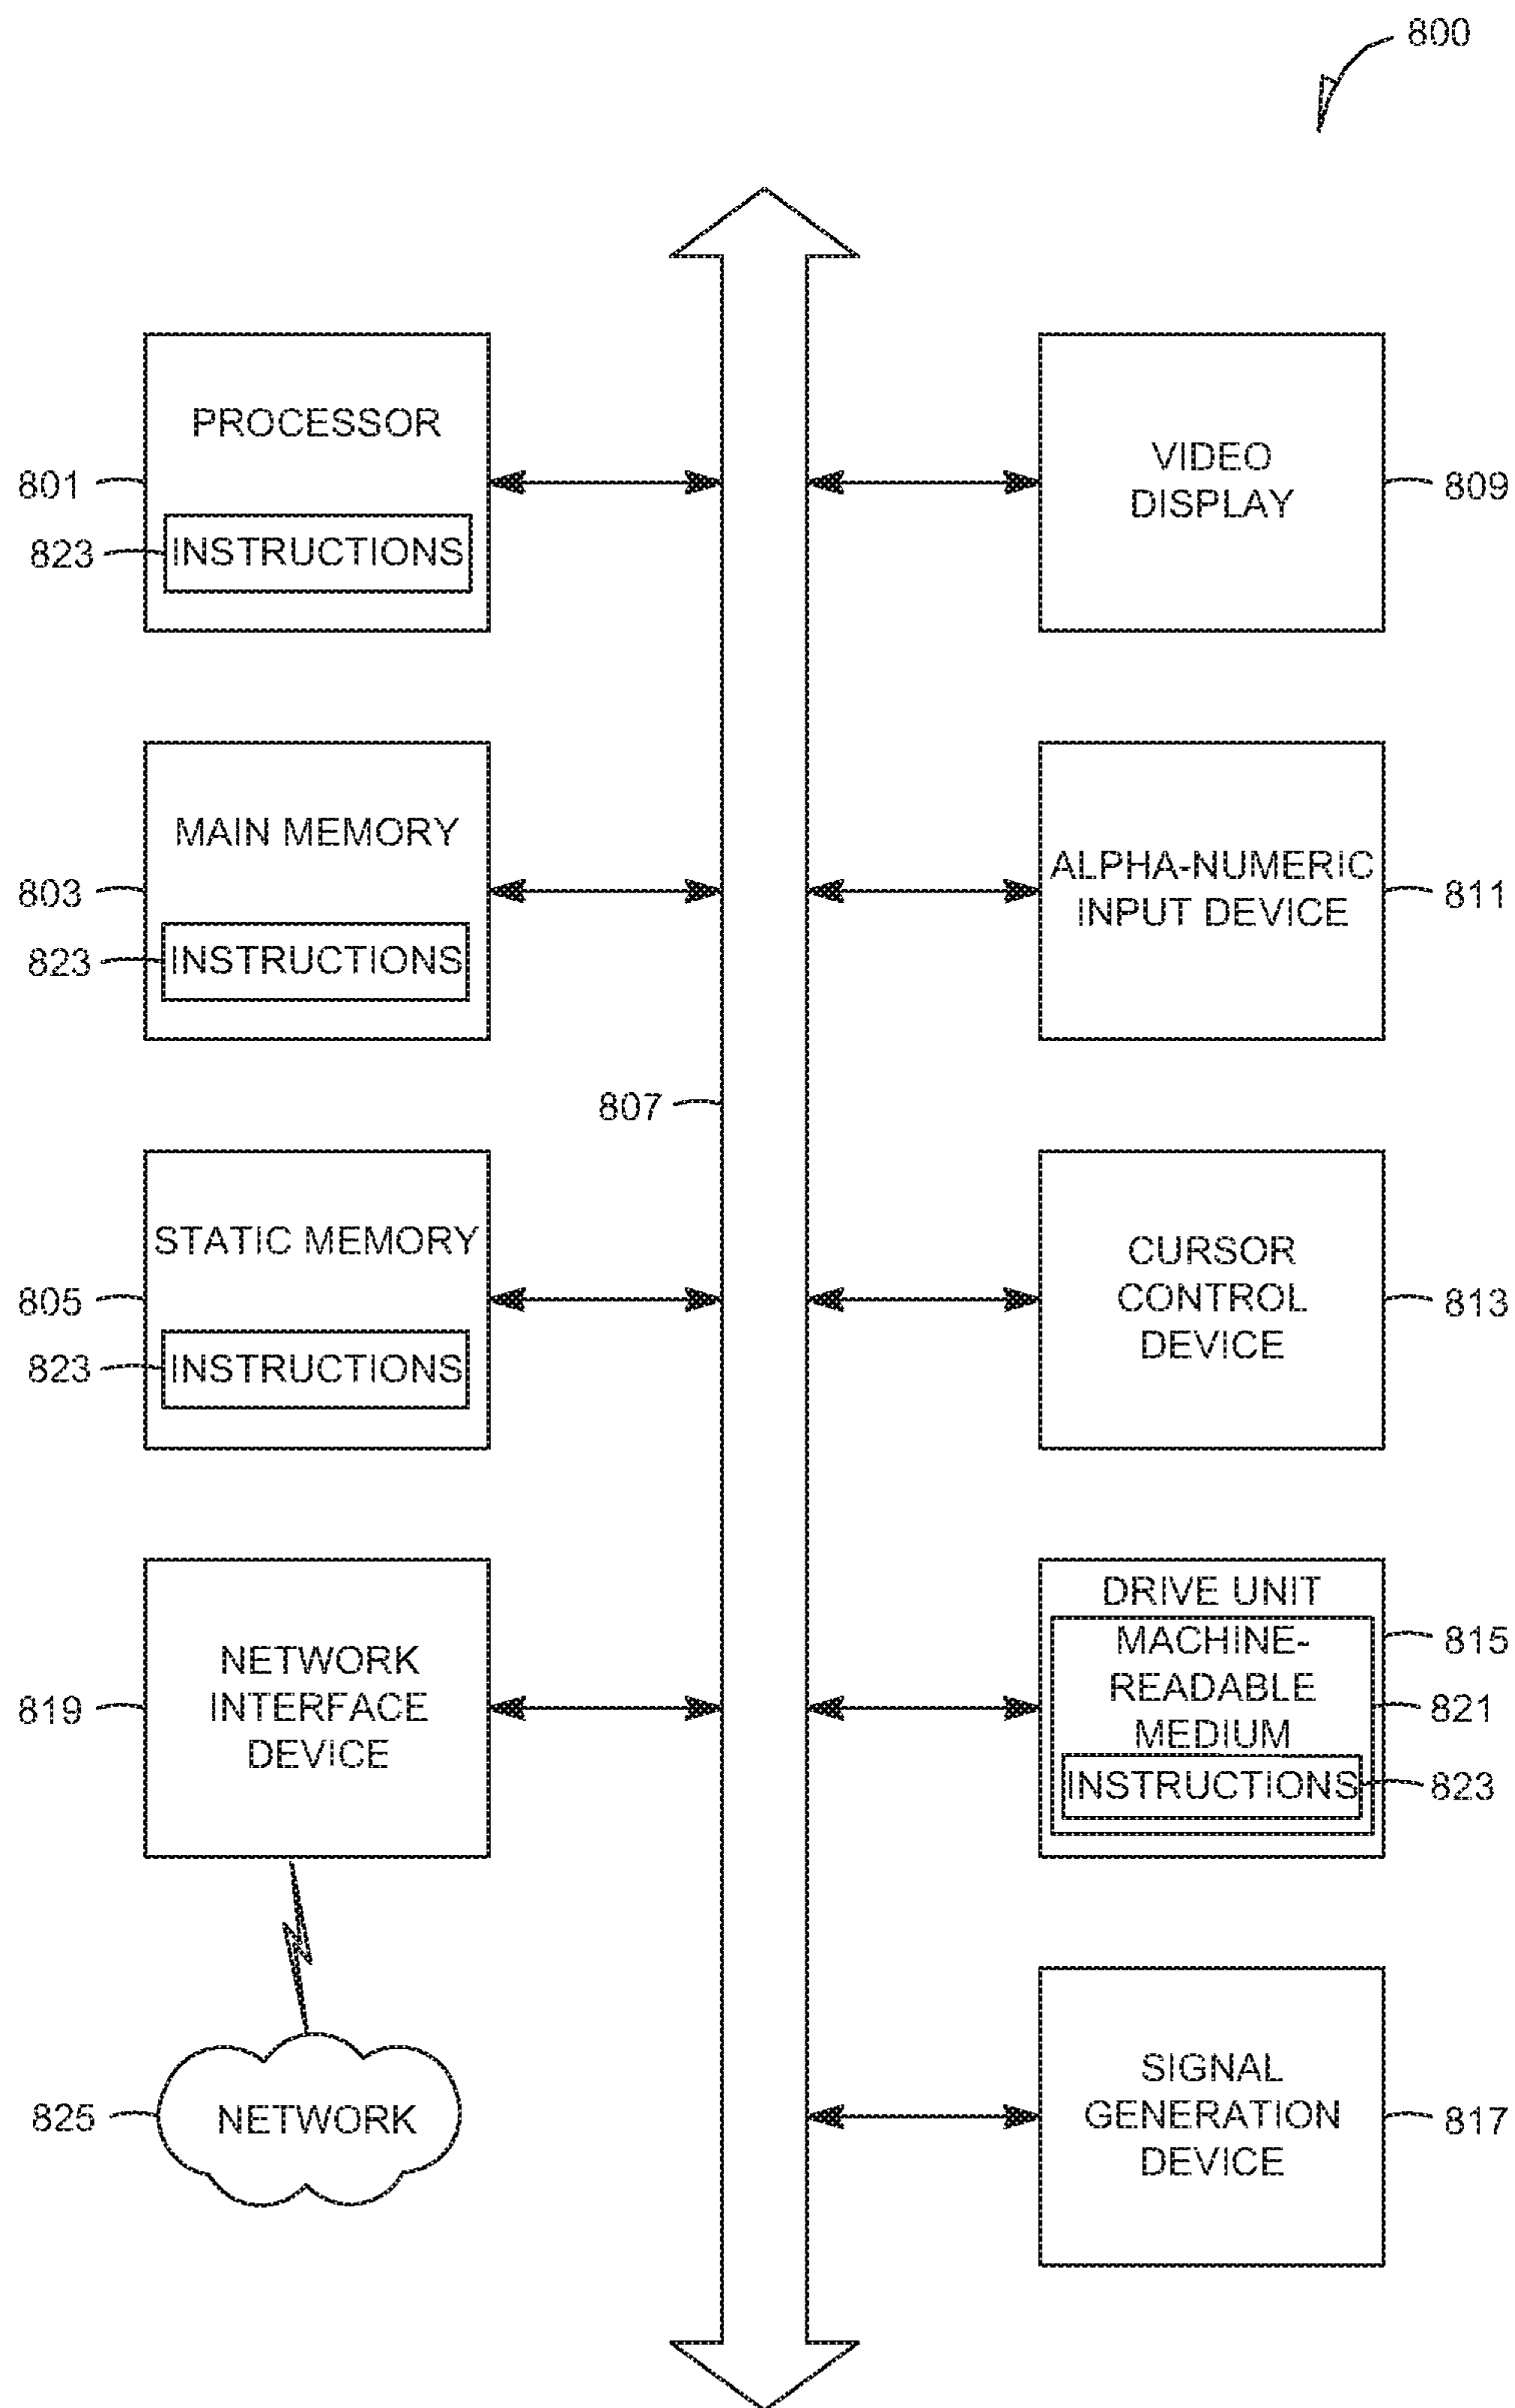 800
PROCESSOR
801
823
INSTRUCTIONS
VIDEO
DISPLAY
809
MAIN MEMORY
803
823
INSTRUCTIONS
ALPHA-NUMERIC
INPUT DEVICE
811
807
STATIC MEMORY
805
823
INSTRUCTIONS
CURSOR
CONTROL
DEVICE
813
NETWORK
INTERFACE
DEVICE
819
DRIVE UNIT
815
MACHINE-
READABLE
MEDIUM
821
INSTRUCTIONS
823
825
NETWORK
SIGNAL
GENERATION
DEVICE
817